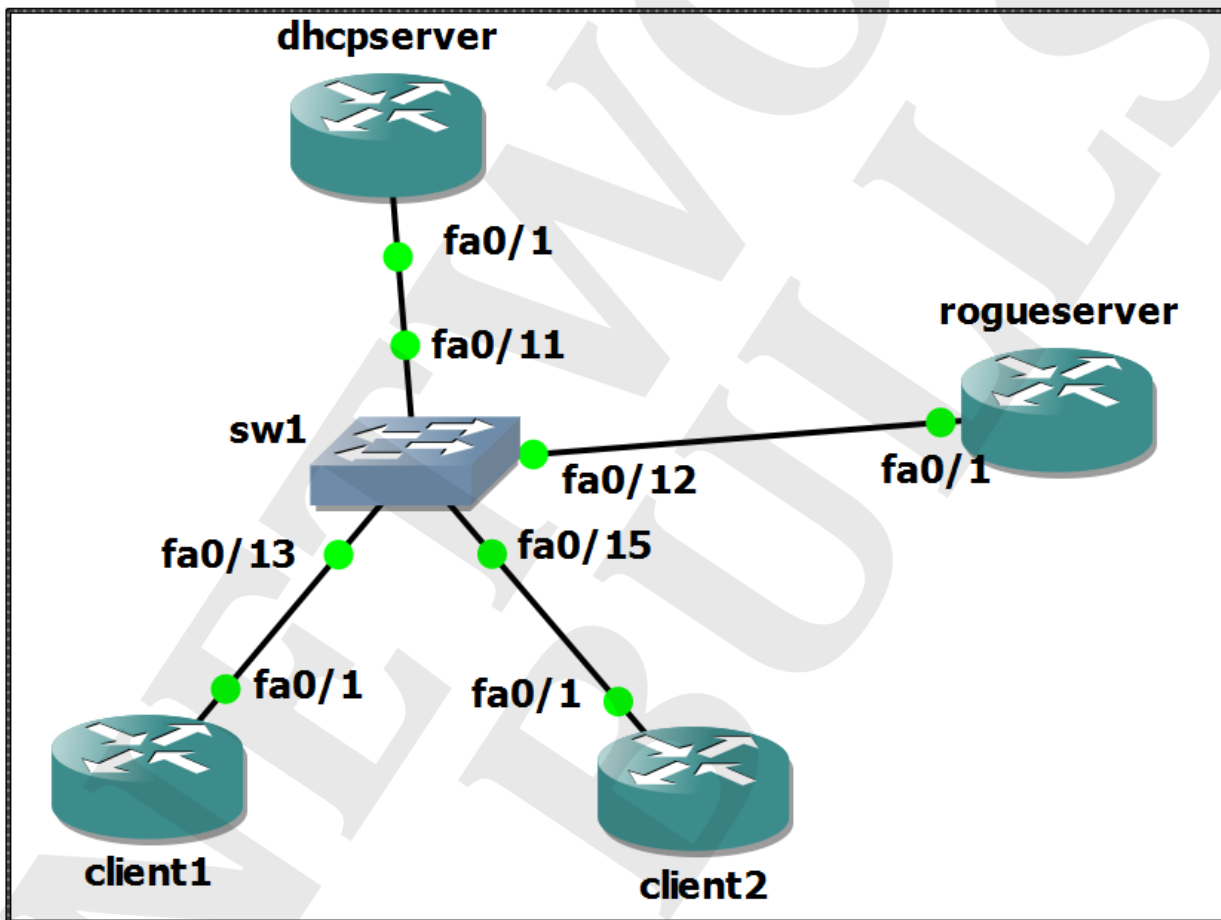 dhcpserver
fa0/1
rogueserver
fa0/11
sw1
fa0/12
fa0/1
fa0/13
fa0/15
fa0/1
fa0/1
client1
client2